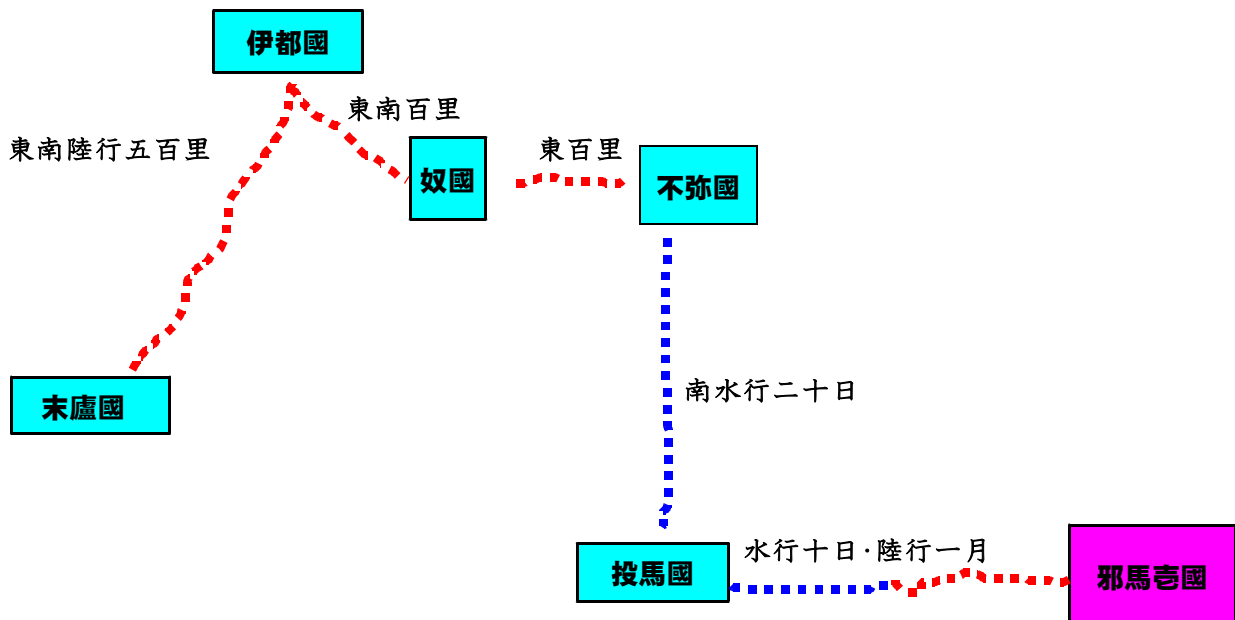 伊都國
東南百里
東南陸行五百里
東百里
奴國
不弥國
南水行二十日
末廬國
水行十日·陸行一月
投馬國
邪馬壱國